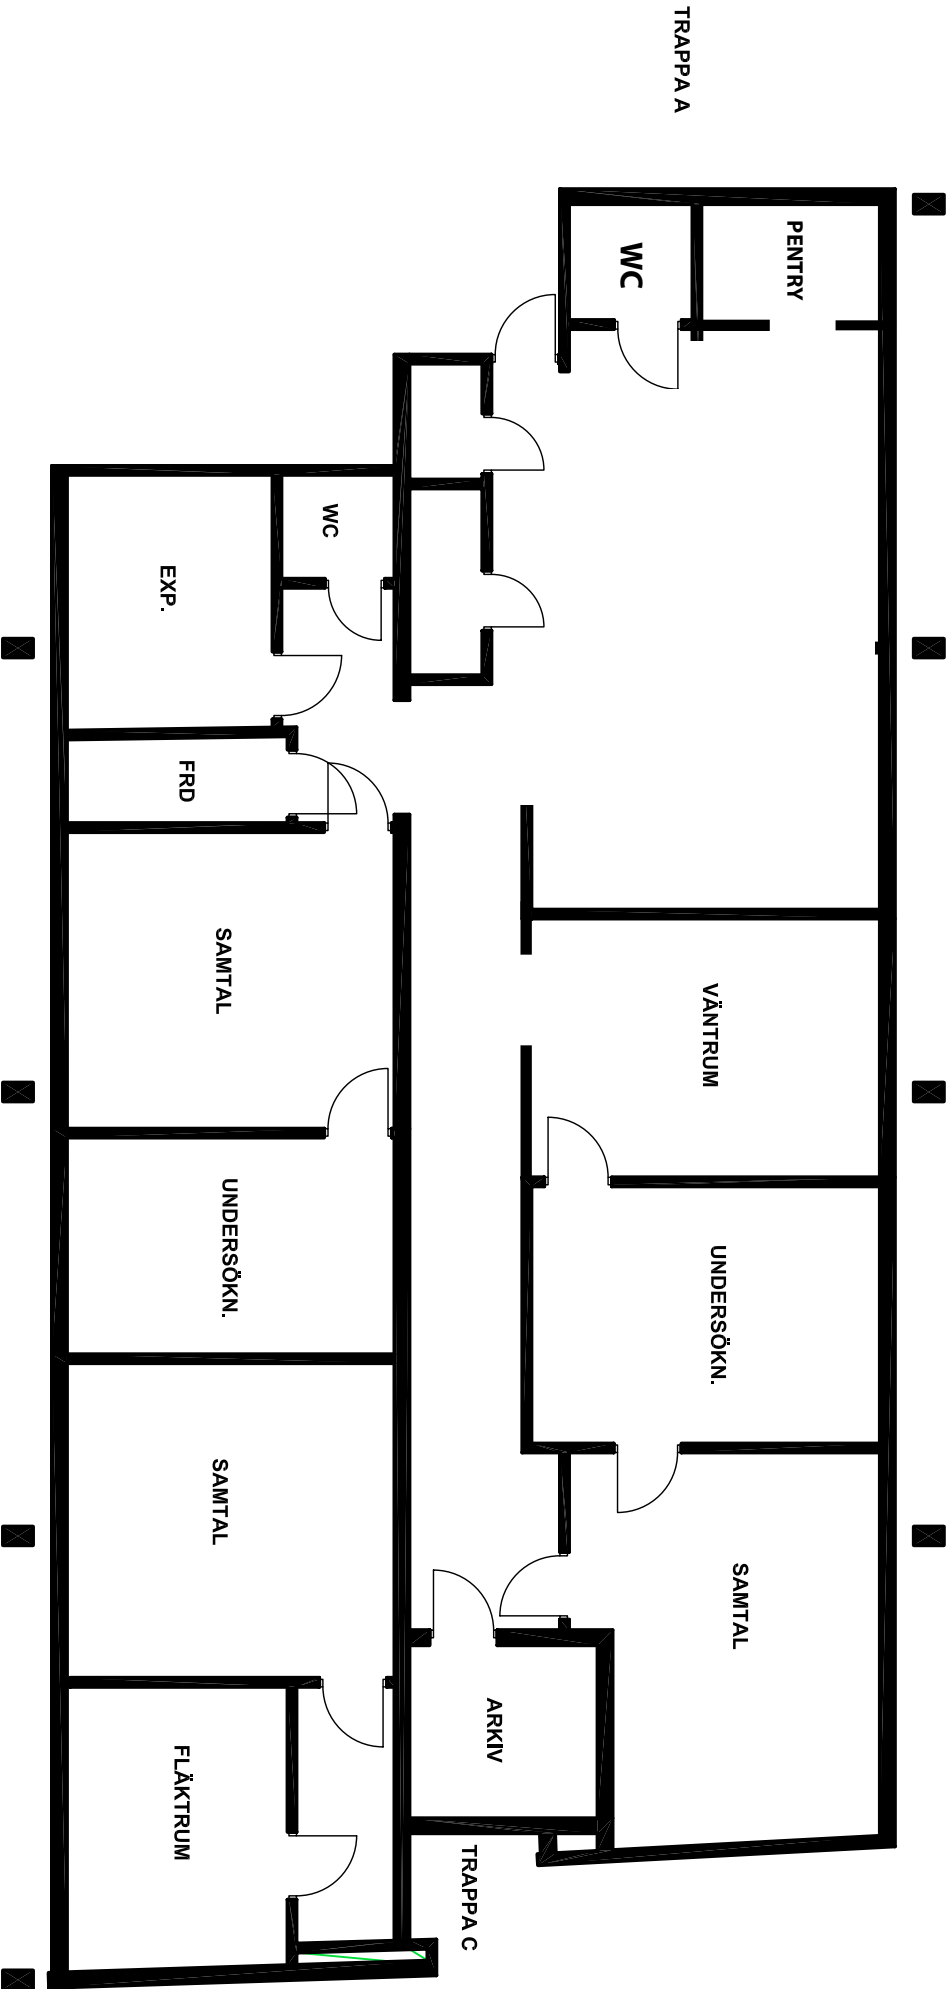 TRAPPA A
PENTRY
WC
WC
EXP.
FRD
SAMTAL
VÄNTRUM
UNDERSÖKN.
UNDERSÖKN.
SAMTAL
SAMTAL
ARKIV
FLÄKTRUM
TRAPPA C